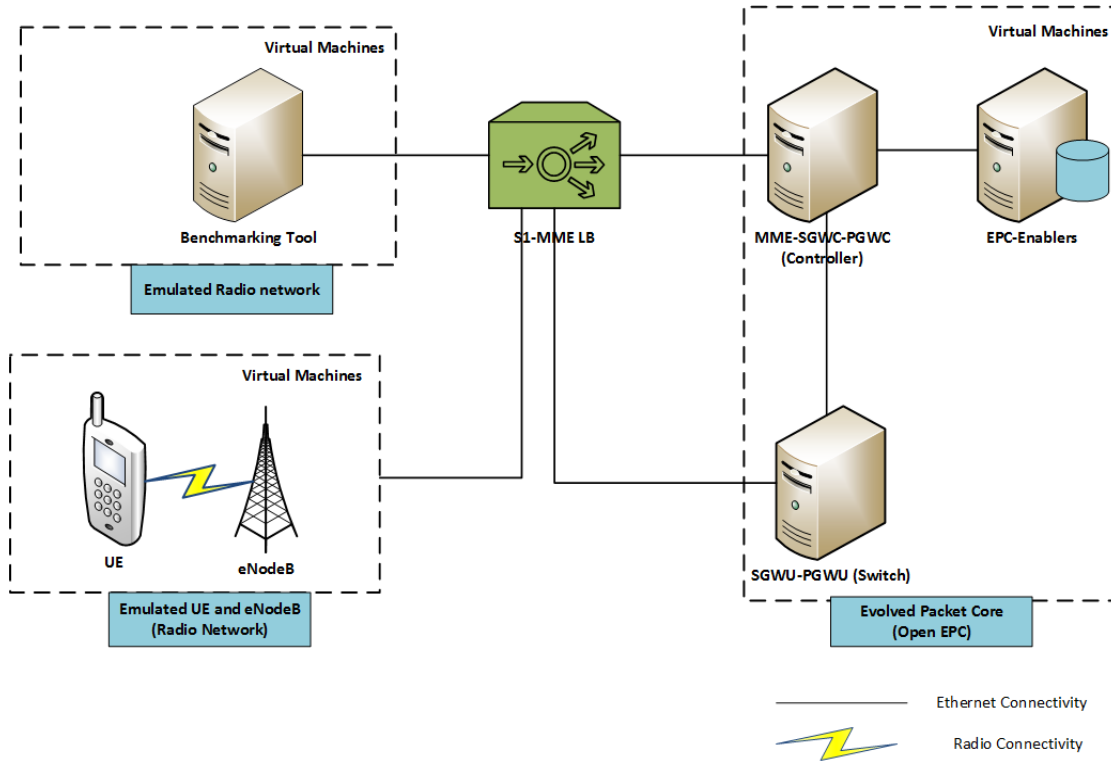 Virtual Machines
Benchmarking Tool
Emulated Radio network
S1-MME LB
Virtual Machines
MME-SGWC-PGWC
(Controller)
EPC-Enablers
Virtual Machines
UE
eNodeB
Emulated UE and eNodeB
(Radio Network)
SGWU-PGWU (Switch)
Evolved Packet Core
(Open EPC)
Ethernet Connectivity
Radio Connectivity